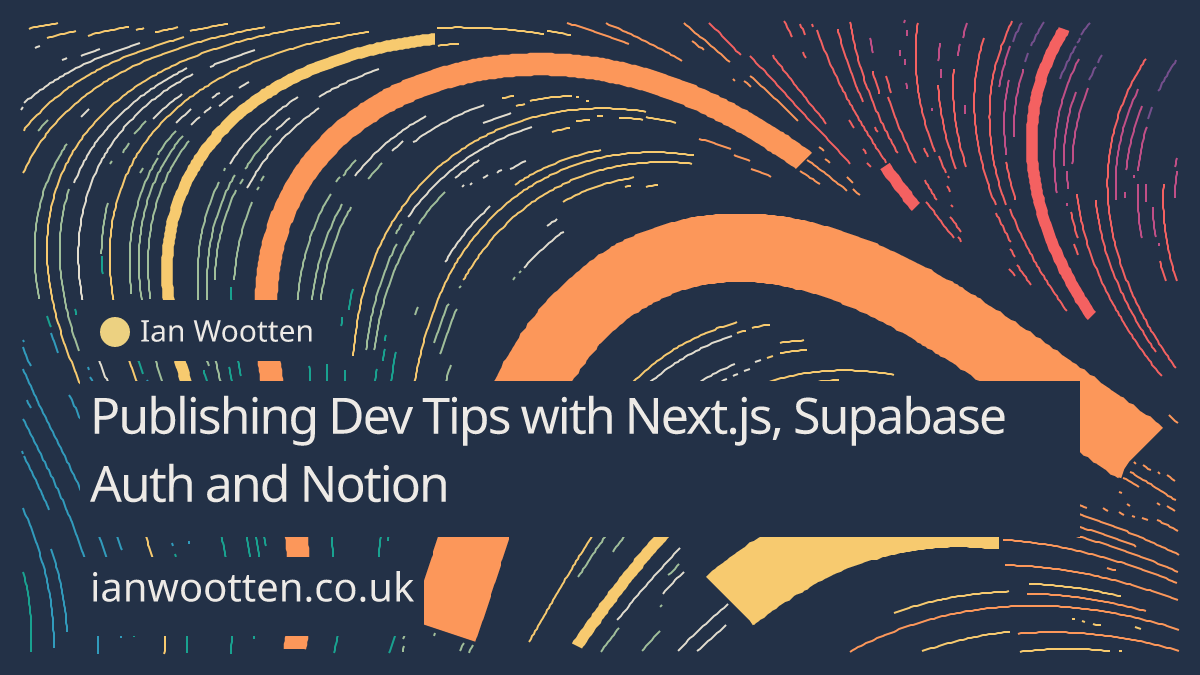 Ian Wootten
Publishing Dev Tips with Next.js, Supabase
Auth and Notion
ianwootten.co.uk